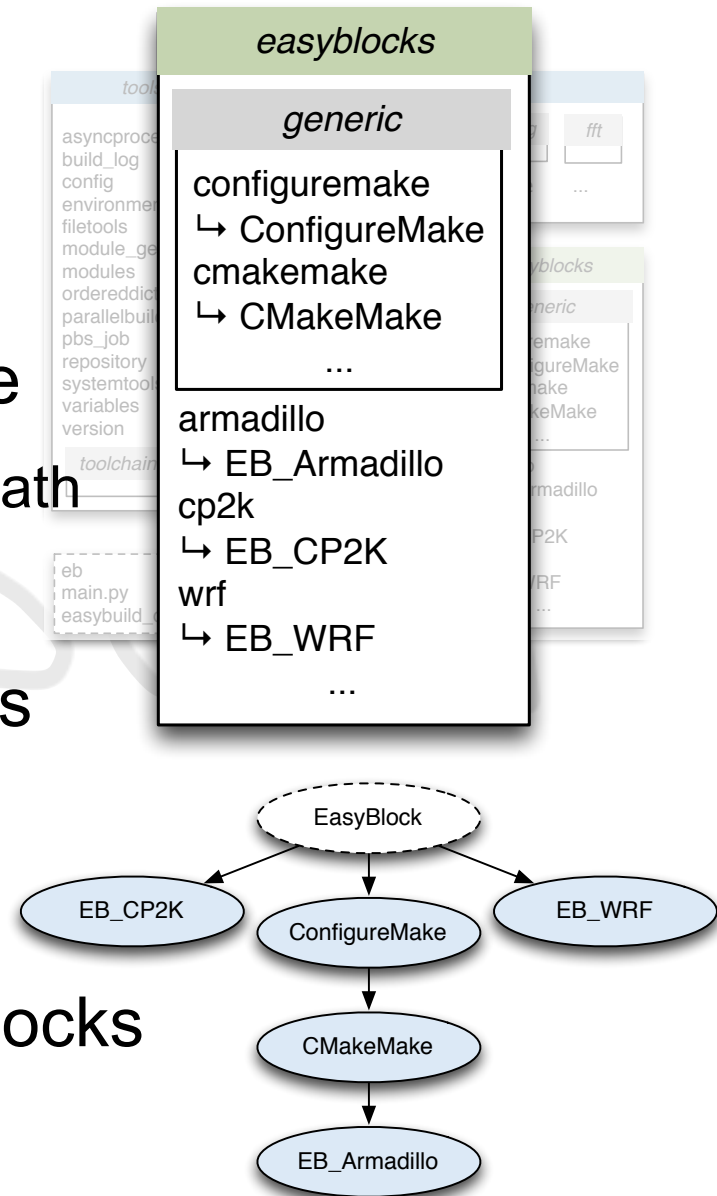 easyblocks
generic
configuremake
↳ ConfigureMake
cmakemake
↳ CMakeMake
...
armadillo
↳ EB_Armadillo
cp2k
↳ EB_CP2K
wrf
↳ EB_WRF
...
build_log
config
filetools
modules
pbs_job
repository
variables
version
toolchain
eb
main.py
fft
...
...
...
ath
s
ocks
EasyBlock
EB_CP2K
ConfigureMake
EB_WRF
CMakeMake
EB_Armadillo